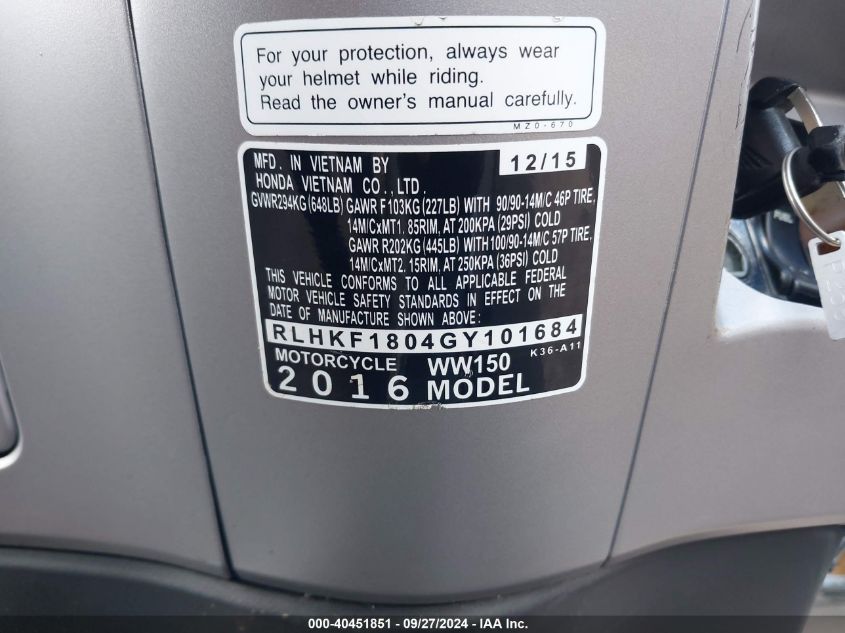 For your protection, always wear
your helmet while riding.
Read the owner's manual carefully.
MZ0-670
MFD. IN VIETNAM BY 12/15
HONDA VIETNAM CO.,LTD.
GVWR294KG (648LB) GAWR F103KG (227LB) WITH 90/90-14M/C 46P TIRE,
14M/CxMT1. 85RIM, AT 200KPA (29PSI) COLD
GAWR R202KG (445LB) WITH 100/90-14M/C 57P TIRE,
14M/CxMT2. 15RIM, AT 250KPA (36PSI) COLD
THIS VEHICLE CONFORMS TO ALL APPLICABLE FEDERAL
MOTOR VEHICLE SAFETY STANDARDS IN EFFECT ON THE
DATE OF MANUFACTURE SHOWN ABOVE.
RLHKF1804GY101684
MOTORCYCLE WW150 K36-A11
2016 MODEL
000-40451851 - 09/27/2024 - IAA Inc.